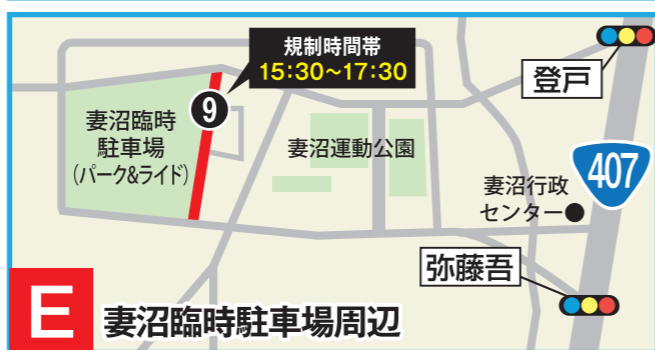 規制時間帯
15:30~17:30
登戸
9
妻沼臨時
駐車場
(パーク&ライド)
妻沼運動公園
407
妻沼行政
センター●
弥藤吾
E
妻沼臨時駐車場周辺